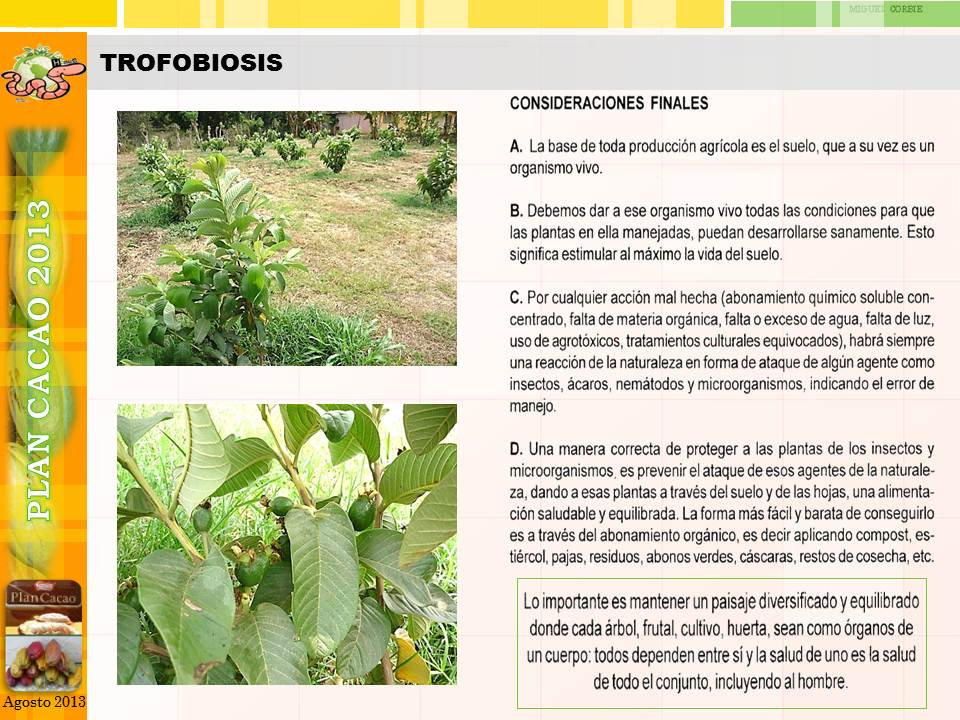 MIGUEL CORBIE
TROFOBIOSIS
CONSIDERACIONES FINALES
A. La base de toda producción agrícola es el suelo, que a su vez es un
organismo vivo.
B. Debemos dar a ese organismo vivo todas las condiciones para que
las plantas en ella manejadas, puedan desarrollarse sanamente. Esto
significa estimular al máximo la vida del suelo.
C. Por cualquier acción mal hecha (abonamiento químico soluble con-
centrado, falta de materia orgánica, falta o exceso de agua, falta de luz,
uso de agrotóxicos, tratamientos culturales equivocados), habrá siempre
una reacción de la naturaleza en forma de ataque de algún agente como
insectos, ácaros, nemátodos y microorganismos, indicando el error de
manejo.
D. Una manera correcta de proteger a las plantas de los insectos y
microorganismos, es prevenir el ataque de esos agentes de la naturale-
za, dando a esas plantas a través del suelo y de las hojas, una alimenta-
ción saludable y equilibrada. La forma más fácil y barata de conseguirlo
es a través del abonamiento orgánico, es decir aplicando compost, es-
tiércol, pajas, residuos, abonos verdes, cáscaras, restos de cosecha, etc.
Lo importante es mantener un paisaje diversificado y equilibrado
donde cada árbol, frutal, cultivo, huerta, sean como órganos de
un cuerpo: todos dependen entre sí y la salud de uno es la salud
de todo el conjunto, incluyendo al hombre.
PLAN CACAO 2013
Nestlé
PlanCacao
Agosto 2013